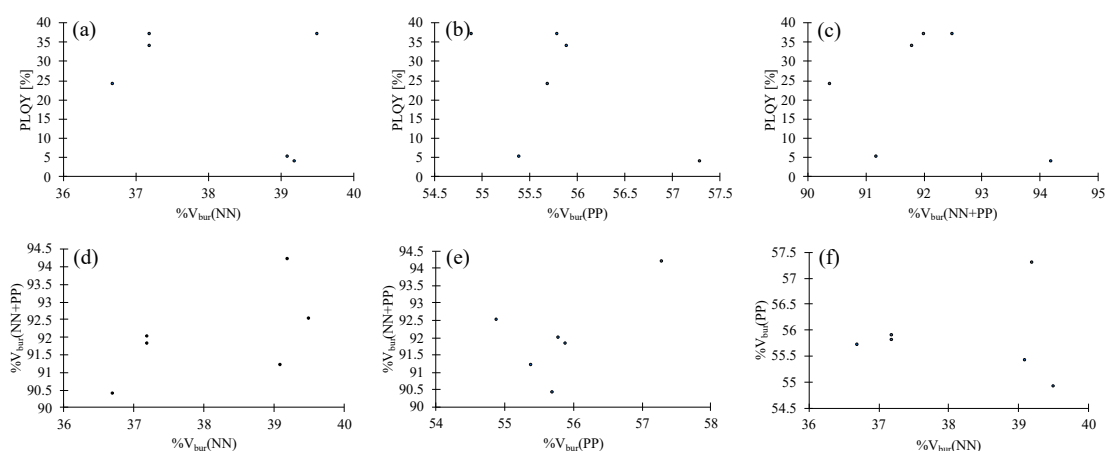 (a)
40
35
30
25
20
15
10
5
0
PLQY [%]
36 37 38 39 40
%Vbur(NN)
(b)
40
35
30
25
20
15
10
5
0
PLQY [%]
54.5 55 55.5 56 56.5 57 57.5
%Vbur(PP)
(c)
40
35
30
25
20
15
10
5
0
PLQY [%]
90 91 92 93 94 95
%Vbur(NN+PP)
(d)
94.5
94
93.5
93
92.5
92
91.5
91
90.5
90
%Vbur(NN+PP)
36 37 38 39 40
%Vbur(NN)
(e)
94.5
94
93.5
93
92.5
92
91.5
91
90.5
90
%Vbur(NN+PP)
54 55 56 57 58
%Vbur(PP)
(f)
57.5
57
56.5
56
55.5
55
54.5
%Vbur(PP)
36 37 38 39 40
%Vbur(NN)